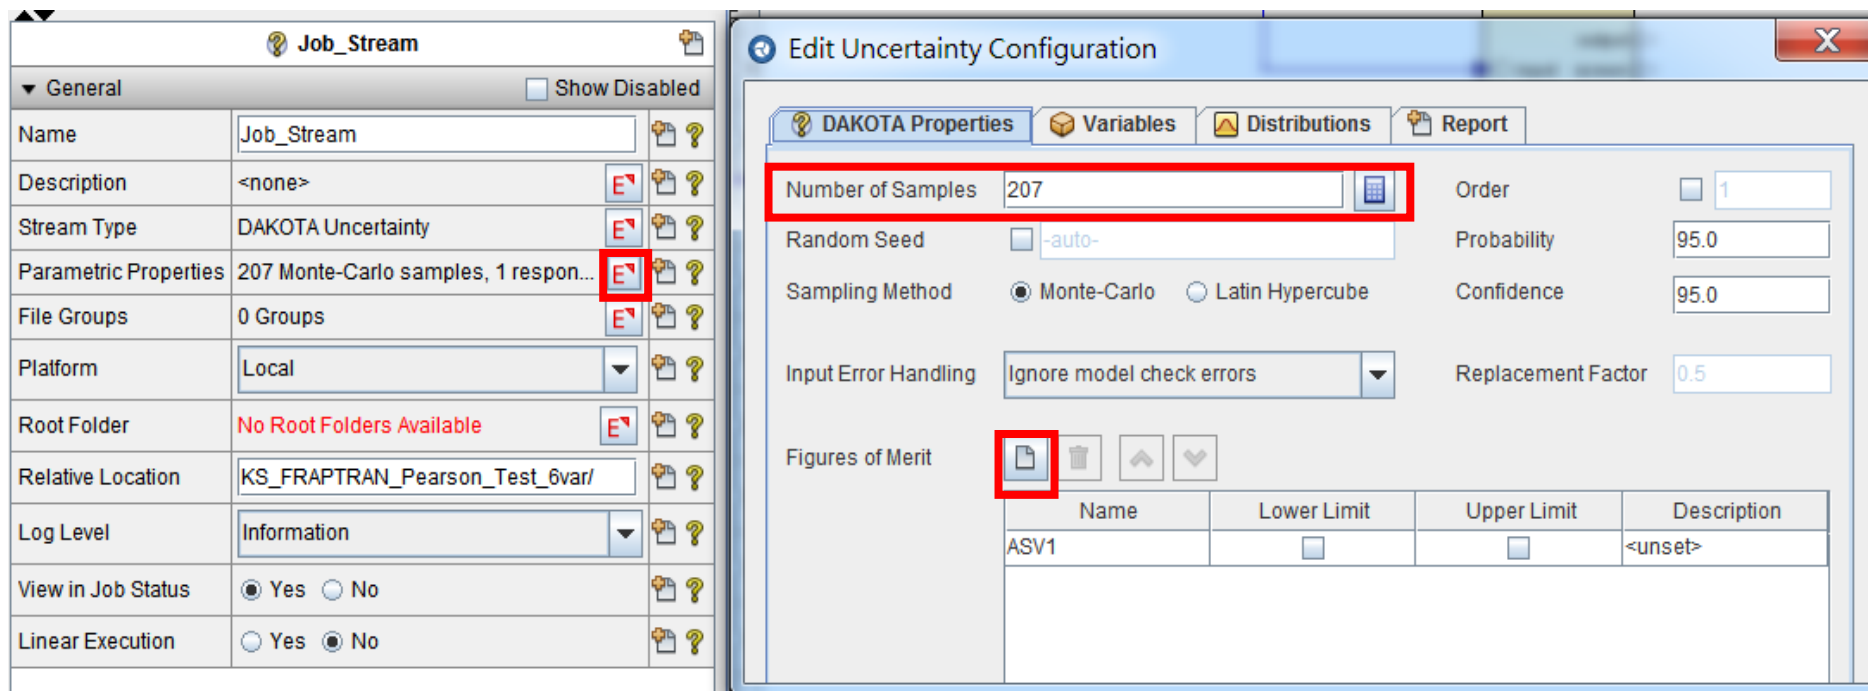 Job_Stream
General
Show Disabled
Name
Job_Stream
Description
<none>
E
Stream Type
DAKOTA Uncertainty
E
Parametric Properties
207 Monte-Carlo samples, 1 respon...
E
File Groups
0 Groups
E
Platform
Local
Root Folder
No Root Folders Available
E
Relative Location
KS_FRAPTRAN_Pearson_Test_6var/
Log Level
Information
View in Job Status
Yes
No
Linear Execution
Yes
No
Edit Uncertainty Configuration
X
DAKOTA Properties
Variables
Distributions
Report
Number of Samples
207
Order
1
Random Seed
-auto-
Probability
95.0
Sampling Method
Monte-Carlo
Latin Hypercube
Confidence
95.0
Input Error Handling
Ignore model check errors
Replacement Factor
0.5
Figures of Merit
Name
Lower Limit
Upper Limit
Description
ASV1
<unset>